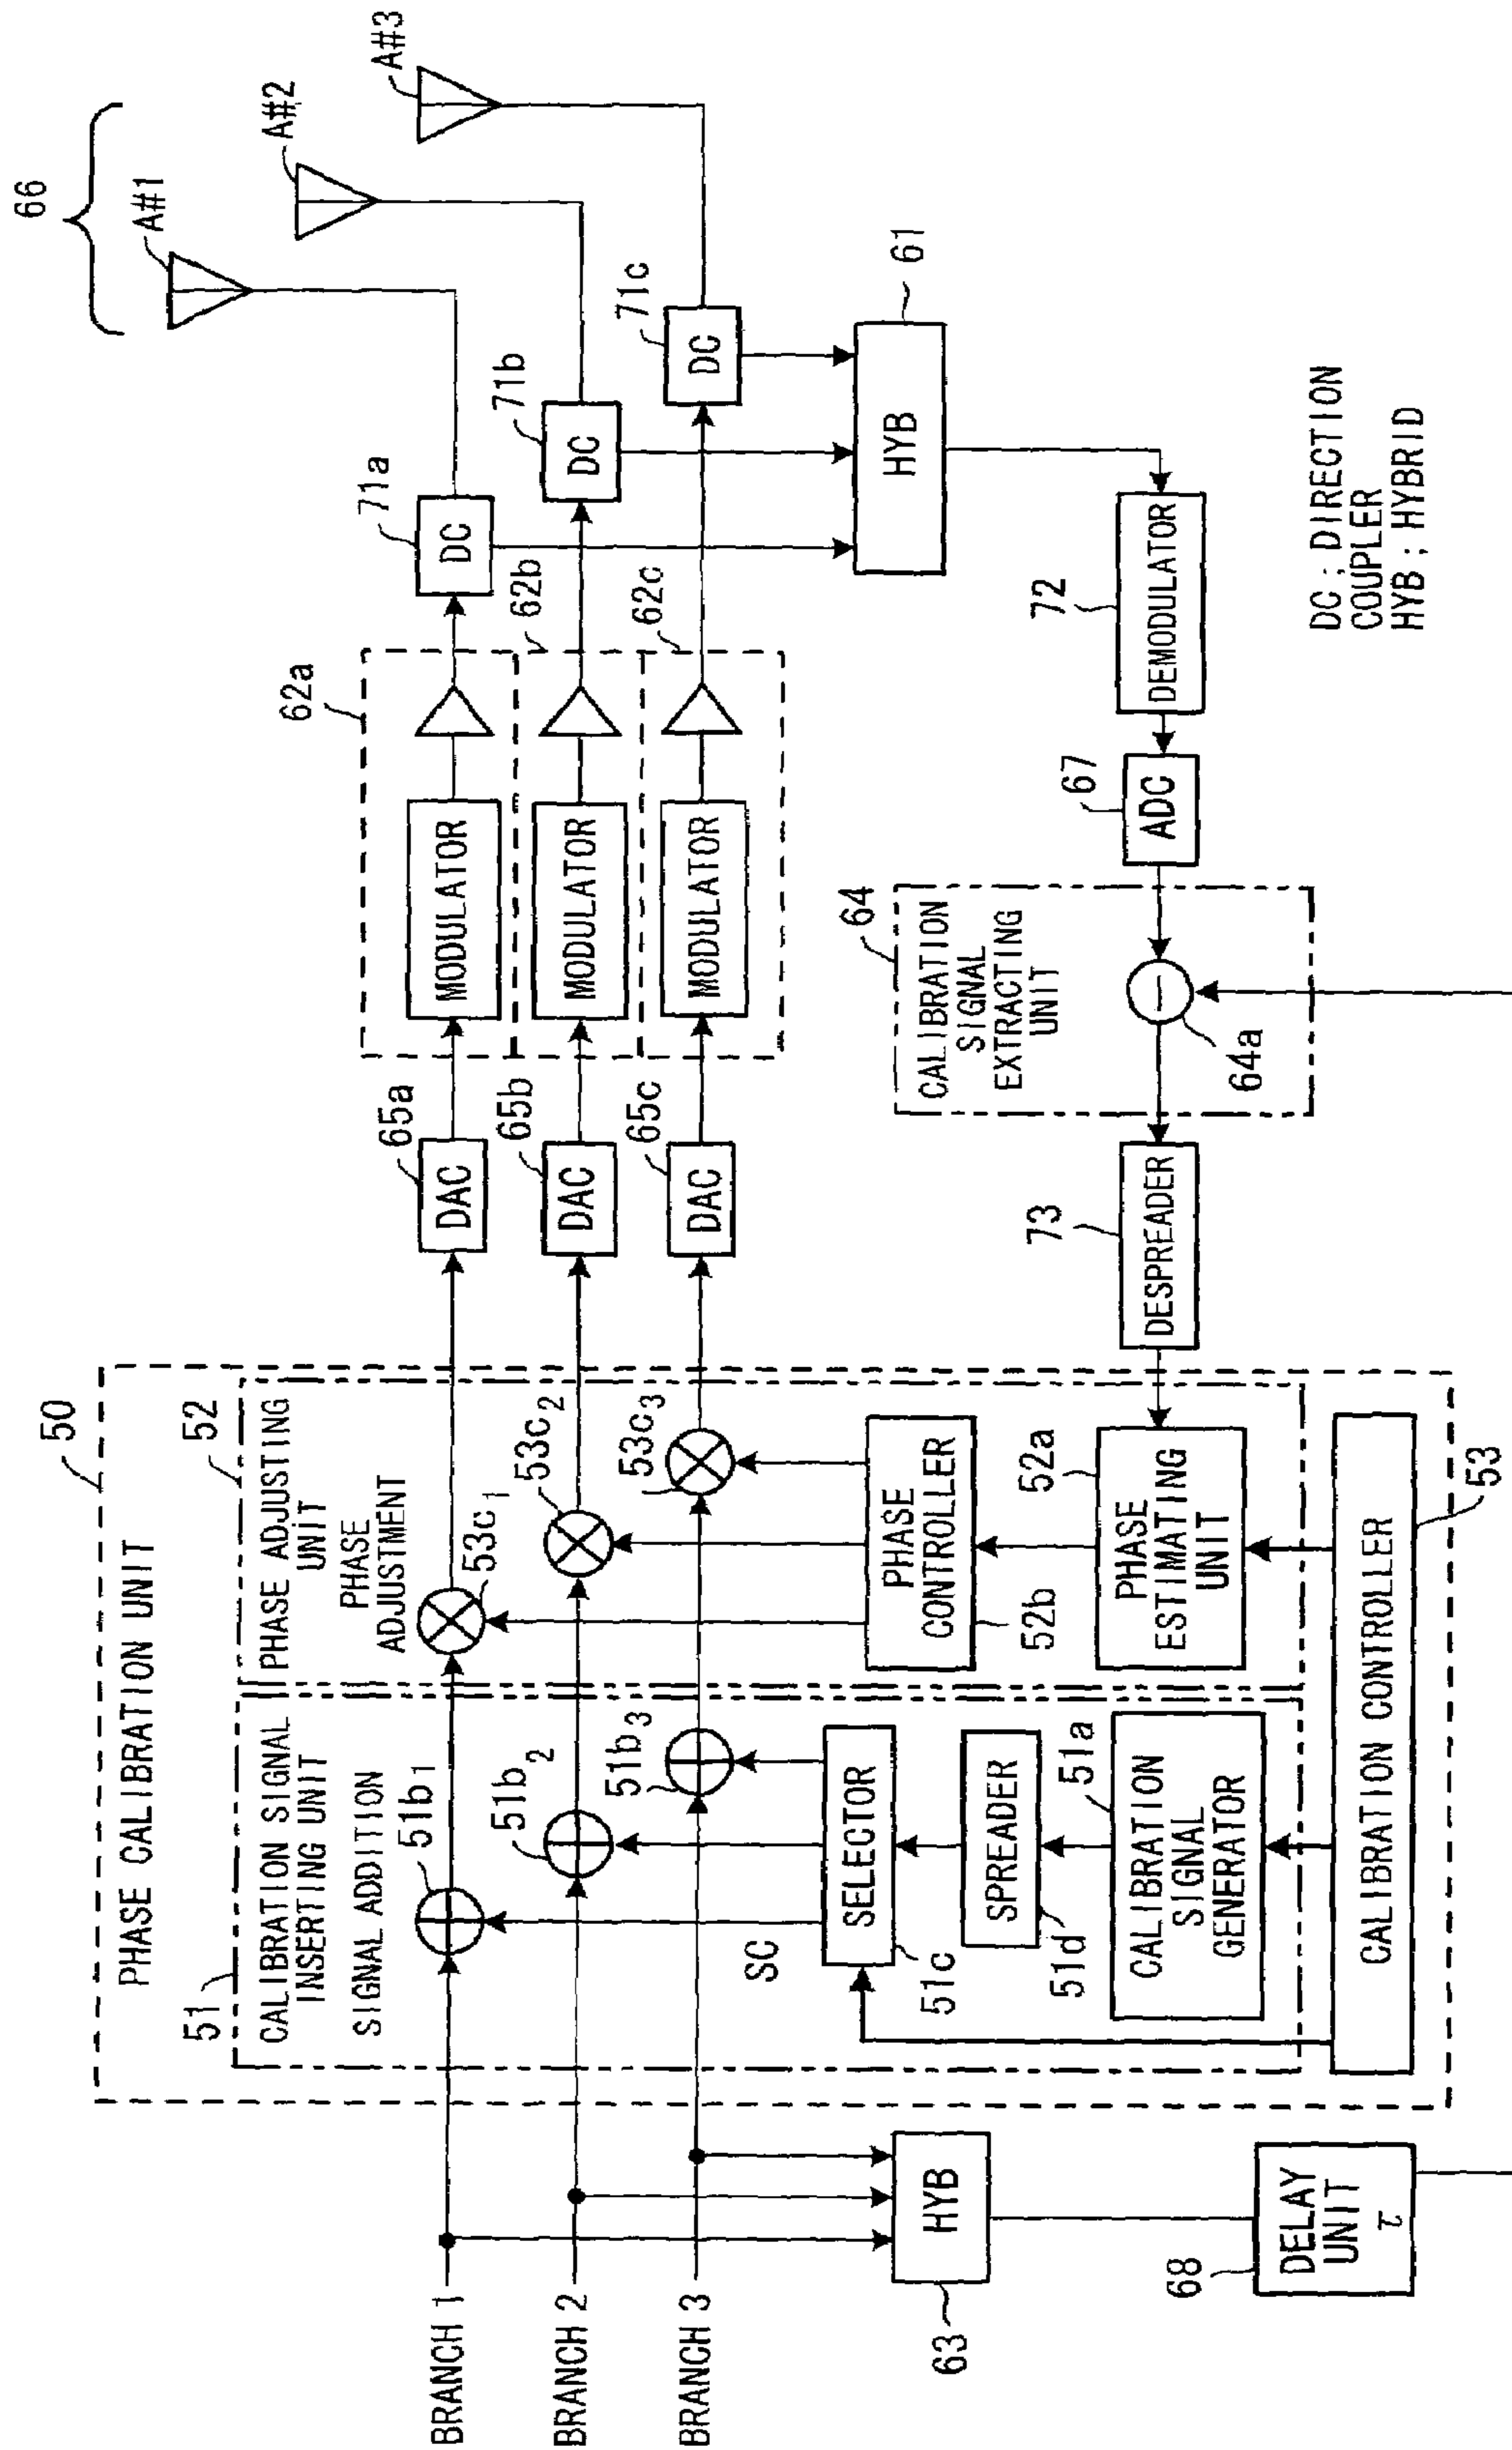 66
A#1
A#2
A#3
50
PHASE CALIBRATION UNIT
51
CALIBRATION SIGNAL
INSERTING UNIT
SIGNAL ADDITION
52
PHASE ADJUSTING
UNIT
PHASE
ADJUSTMENT
BRANCH 1
51b1
53c1
65a
DAC
62a
MODULATOR
71a
DC
BRANCH 2
51b2
53c2
65b
DAC
62b
MODULATOR
71b
DC
BRANCH 3
51b3
53c3
65c
DAC
62c
MODULATOR
71c
DC
HYB
61
HYB
63
SC
SELECTOR
51c
SPREADER
51d
51a
CALIBRATION
SIGNAL
GENERATOR
PHASE
CONTROLLER
52b
52a
PHASE
ESTIMATING
UNIT
CALIBRATION CONTROLLER
53
73
DESPREADER
64
CALIBRATION
SIGNAL
EXTRACTING
UNIT
64a
67
ADC
72
DEMODULATOR
68
DELAY
UNIT
τ
DC ; DIRECTION
COUPLER
HYB ; HYBRID